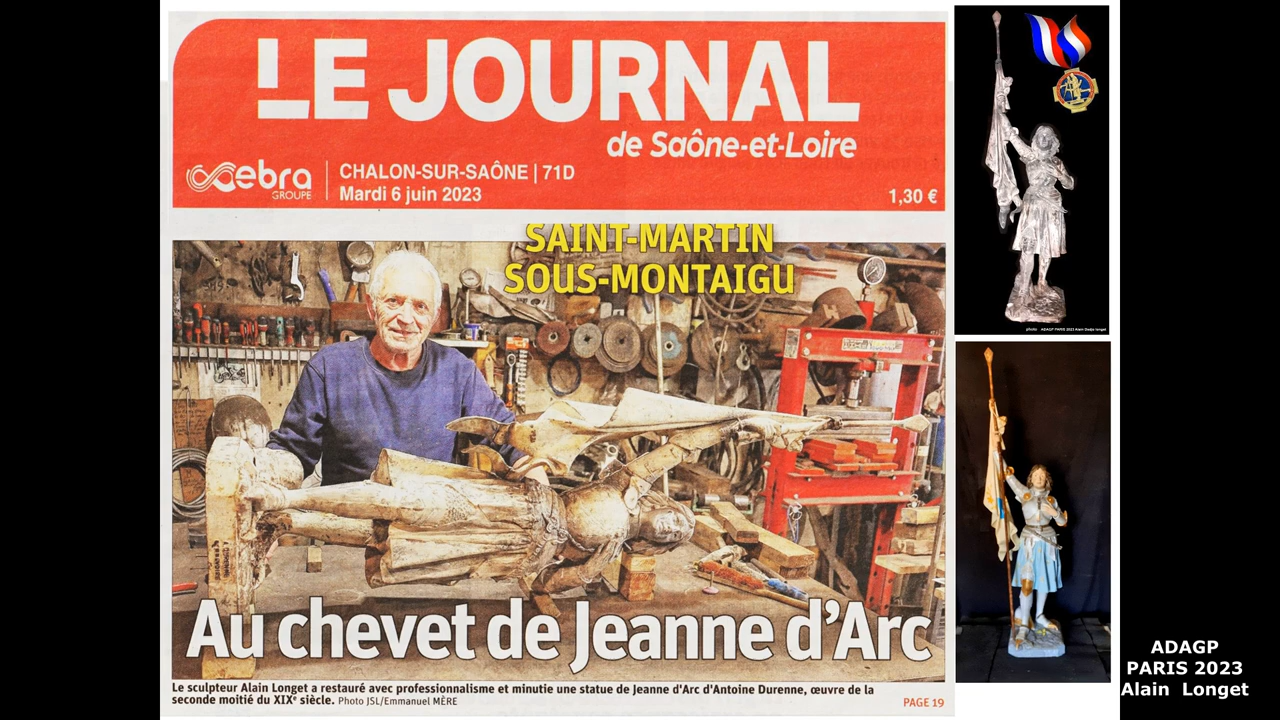 LE JOURNAL
de Saône-et-Loire
ebra
GROUPE
CHALON-SUR-SAÔNE | 71D
Mardi 6 juin 2023
1,30 €
SAINT-MARTIN
SOUS-MONTAIGU
Au chevet de Jeanne d'Arc
Le sculpteur Alain Longet a restauré avec professionnalisme et minutie une statue de Jeanne d'Arc d'Antoine Durenne, œuvre de la
seconde moitié du XIXe siècle. Photo JSL/Emmanuel MÈRE
PAGE 19
ADAGP
PARIS 2023
Alain Longet